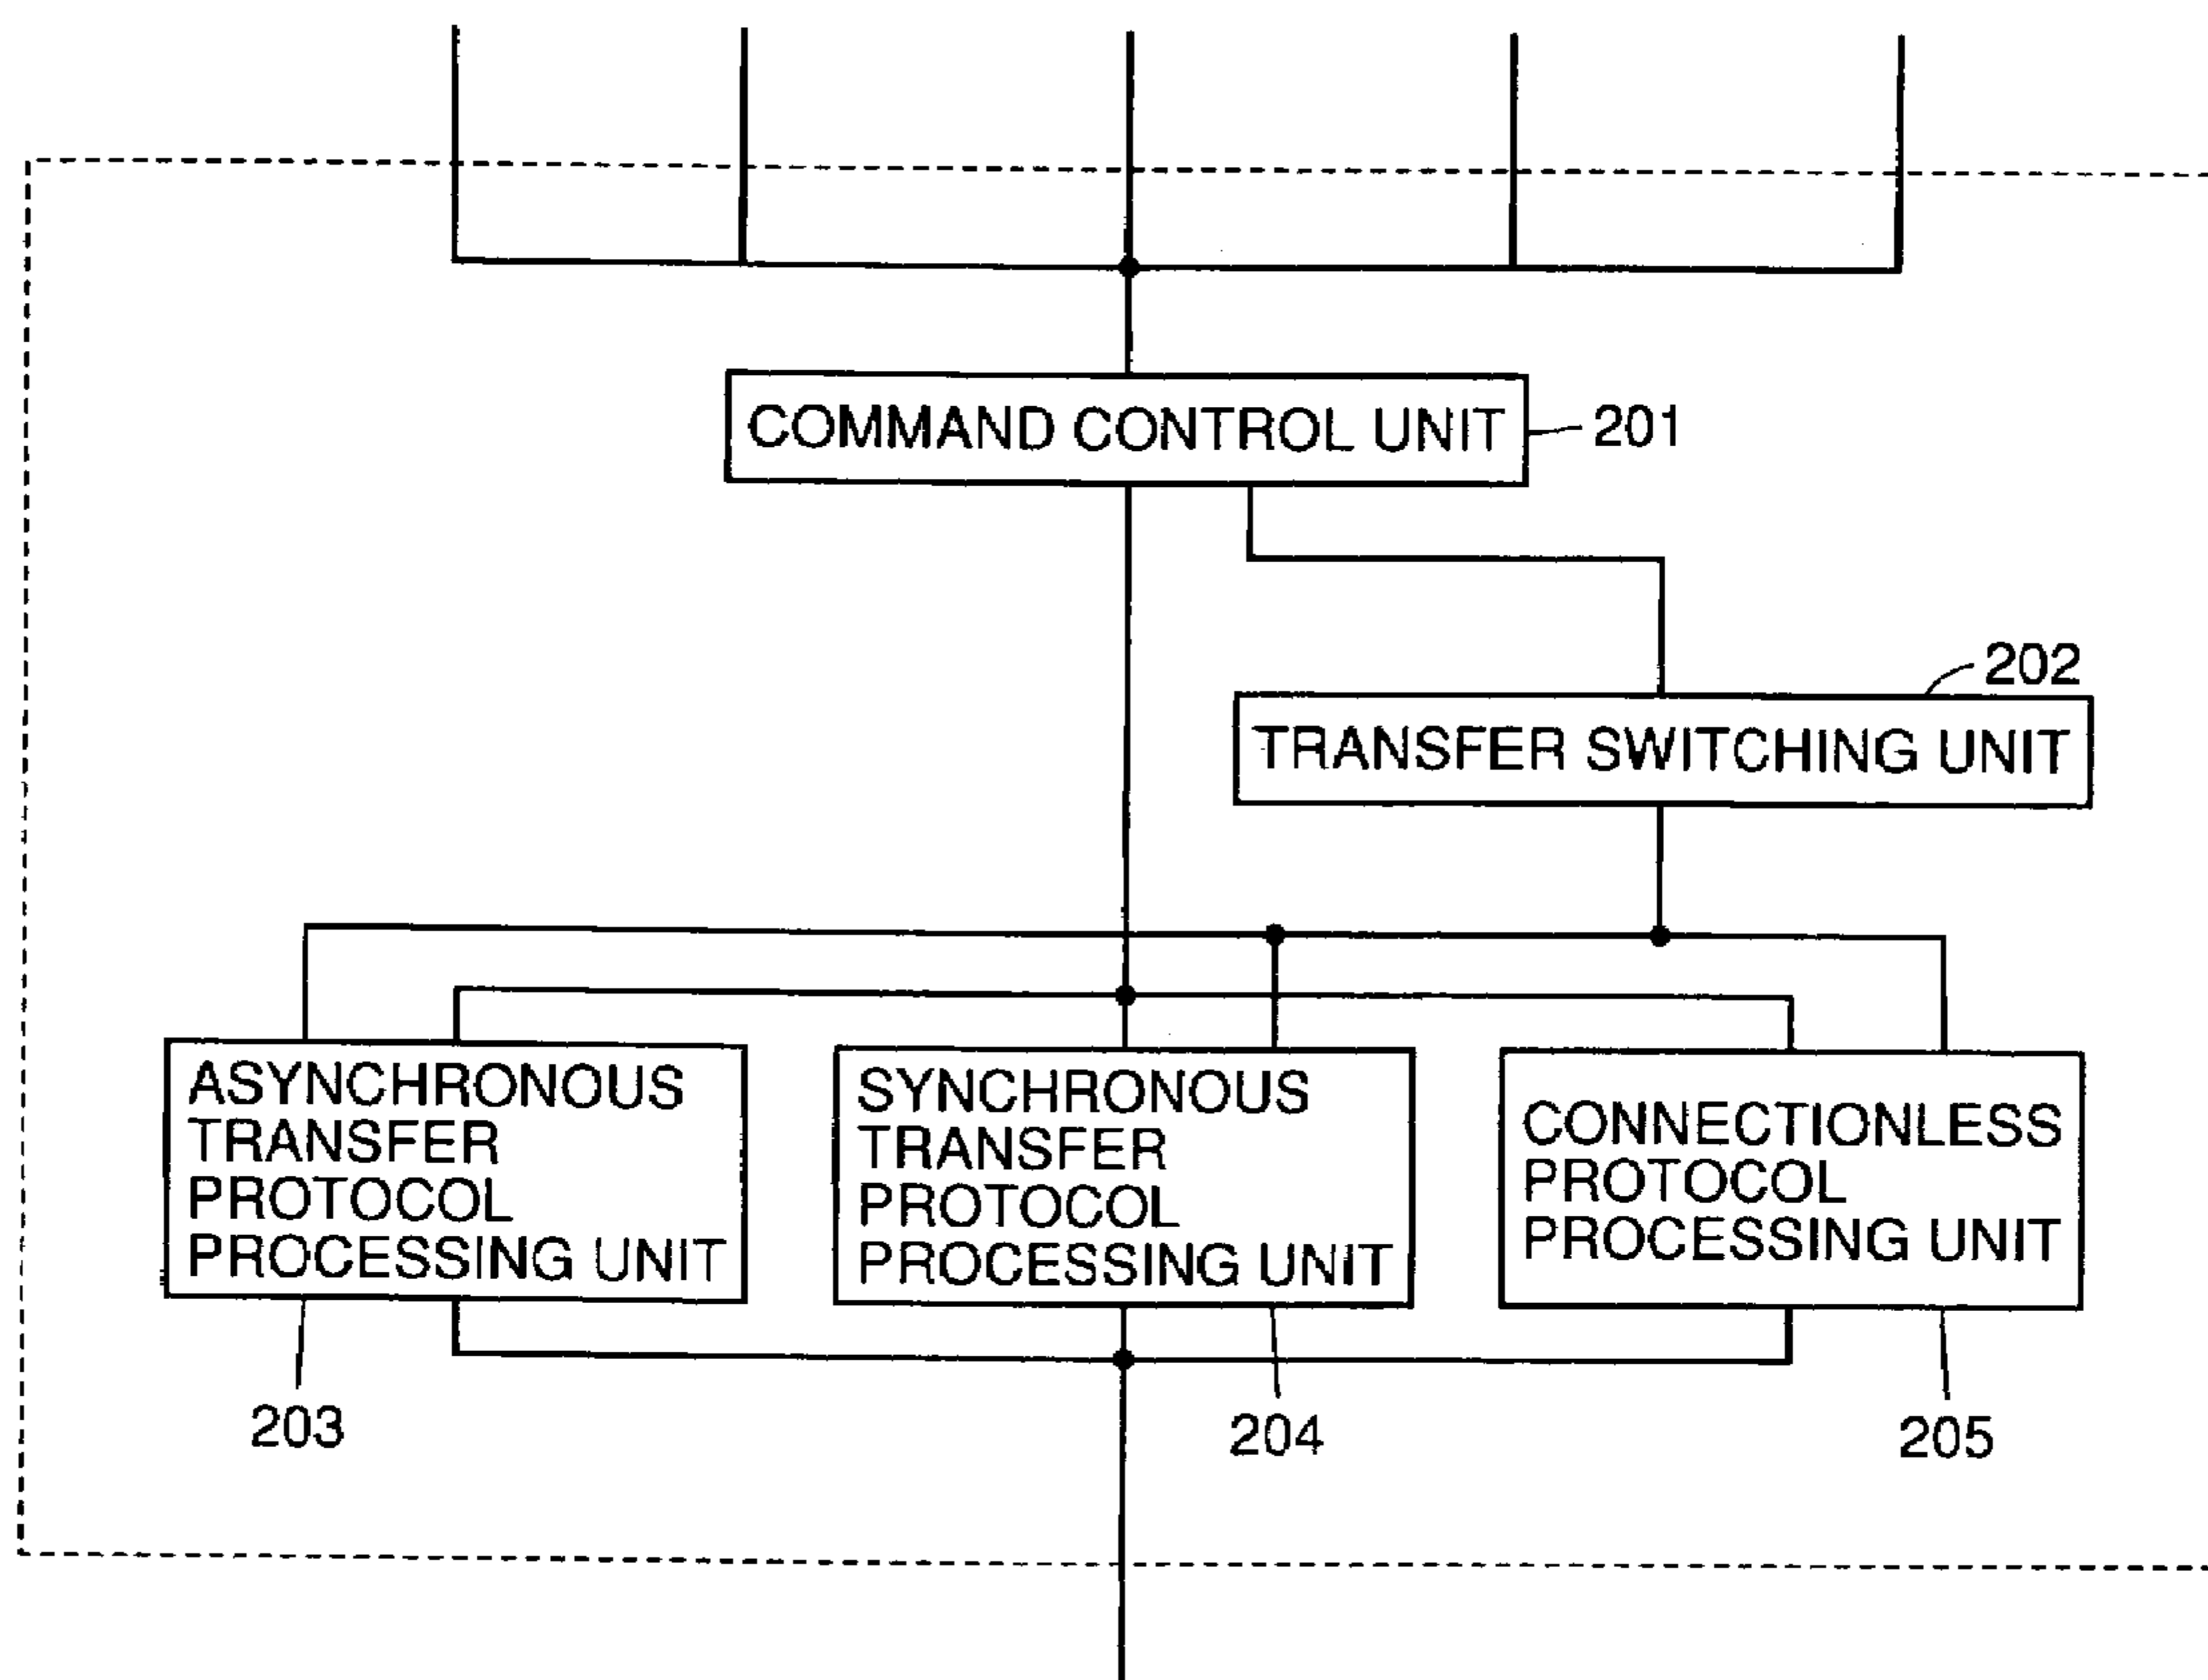 COMMAND CONTROL UNIT
201
202
TRANSFER SWITCHING UNIT
ASYNCHRONOUS
TRANSFER
PROTOCOL
PROCESSING UNIT
SYNCHRONOUS
TRANSFER
PROTOCOL
PROCESSING UNIT
CONNECTIONLESS
PROTOCOL
PROCESSING UNIT
203
204
205